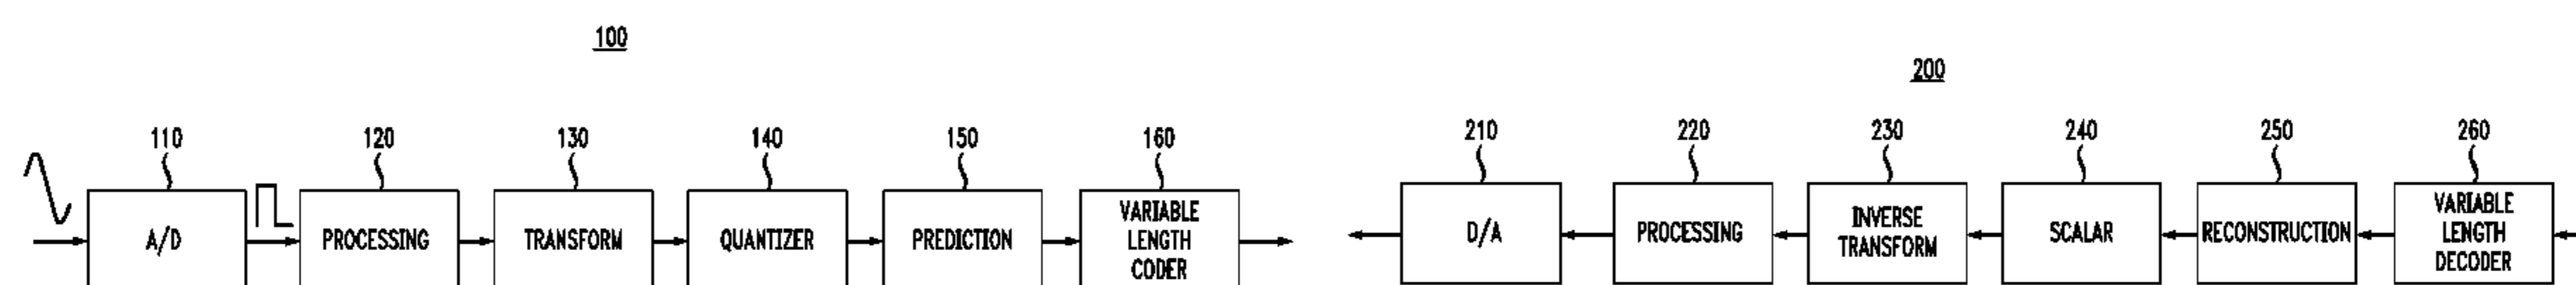 100
200
110
120
130
140
150
160
210
220
230
240
250
260
A/D
PROCESSING
TRANSFORM
QUANTIZER
PREDICTION
VARIABLE
LENGTH
CODER
D/A
PROCESSING
INVERSE
TRANSFORM
SCALAR
RECONSTRUCTION
VARIABLE
LENGTH
DECODER